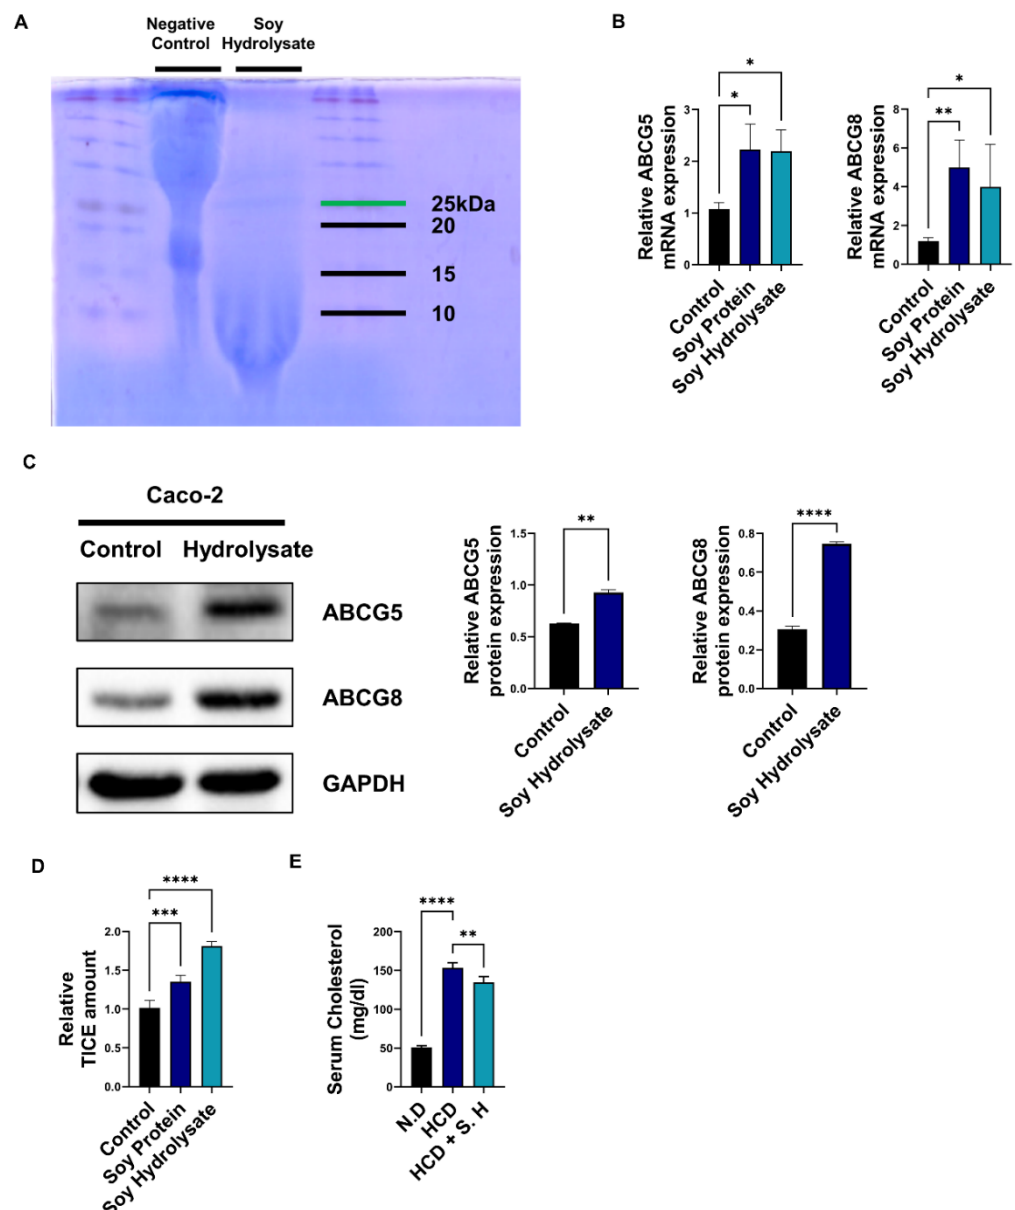 A
Negative
Control
Soy
Hydrolysate
25kDa
20
15
10
B
Relative ABCG5
mRNA expression
3
2
1
0
*
*
Control
Soy Protein
Soy Hydrolysate
Relative ABCG8
mRNA expression
8
6
4
2
0
*
**
Control
Soy Protein
Soy Hydrolysate
C
Caco-2
Control Hydrolysate
ABCG5
ABCG8
GAPDH
Relative ABCG5
protein expression
1.5
1.0
0.5
0.0
**
Control
Soy Hydrolysate
Relative ABCG8
protein expression
0.8
0.6
0.4
0.2
0.0
****
Control
Soy Hydrolysate
D
Relative
TICE amount
2.0
1.5
1.0
0.5
0.0
****
***
Control
Soy Protein
Soy Hydrolysate
E
Serum Cholesterol
(mg/dl)
200
150
100
50
0
****
**
N.D
HCD
HCD + S. H